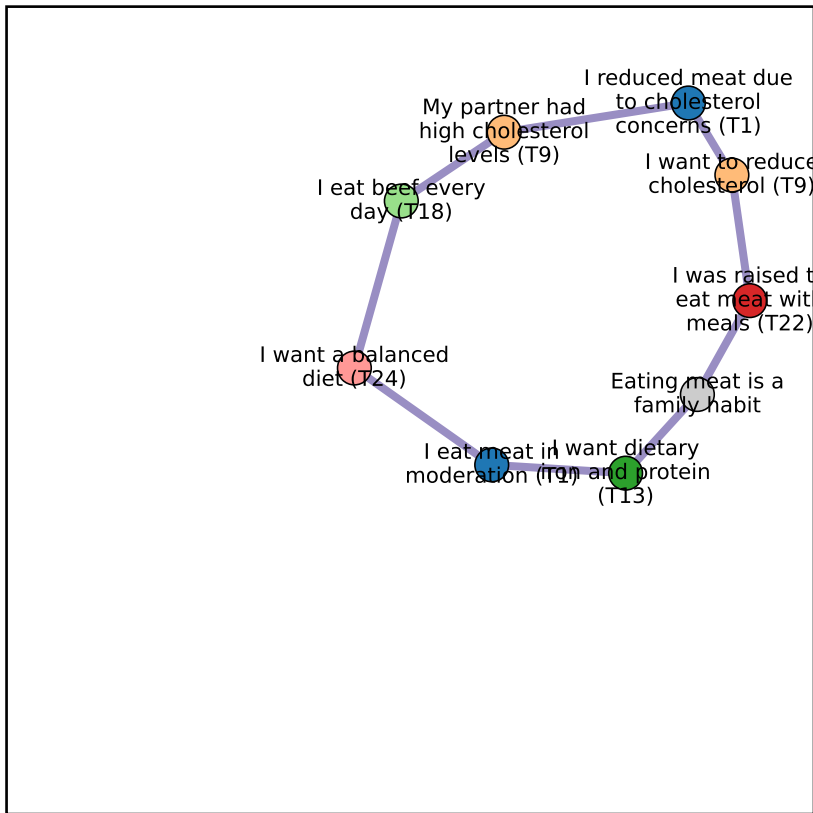 I reduced meat due
to cholesterol
concerns (T1)
My partner had
high cholesterol
levels (T9)
I want to reduce
cholesterol (T9)
I eat beef every
day (T18)
I was raised t
eat meat wit
meals (T22)
I want a balanced
diet (T24)
Eating meat is a
family habit
I eat meat in
moderation (T1)
I want dietary
iron and protein
(T13)